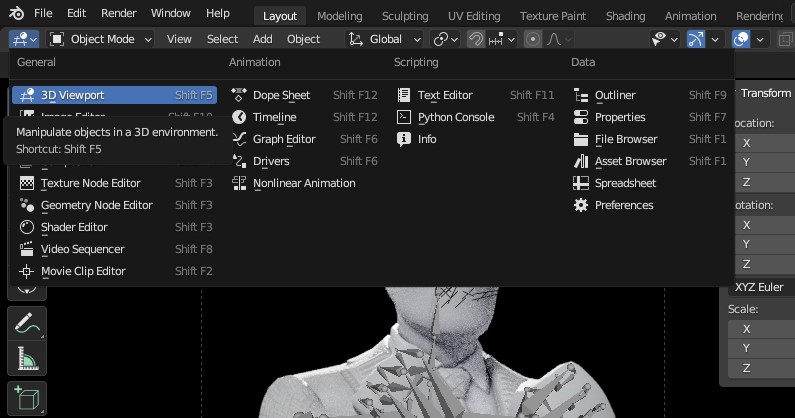 File Edit Render Window Help Layout Modeling Sculpting UV Editing Texture Paint Shading Animation Rendering
Object Mode View Select Add Object Global
General Animation Scripting Data
3D Viewport Shift F5 Dope Sheet Shift F12 Text Editor Shift F11 Outliner Shift F9 Transform
Timeline Shift F12 Python Console Shift F4 Properties Shift F7
Location:
Manipulate objects in a 3D environment. Graph Editor Shift F6 Info File Browser Shift F1 X
Shortcut: Shift F5
Drivers Shift F6 Asset Browser Shift F1 Y
Texture Node Editor Shift F3 Nonlinear Animation Spreadsheet Z
Geometry Node Editor Shift F3 Preferences
Shader Editor Shift F3 X
Video Sequencer Shift F8 Y
Movie Clip Editor Shift F2 Z
XYZ Euler
Scale:
X
Y
Z